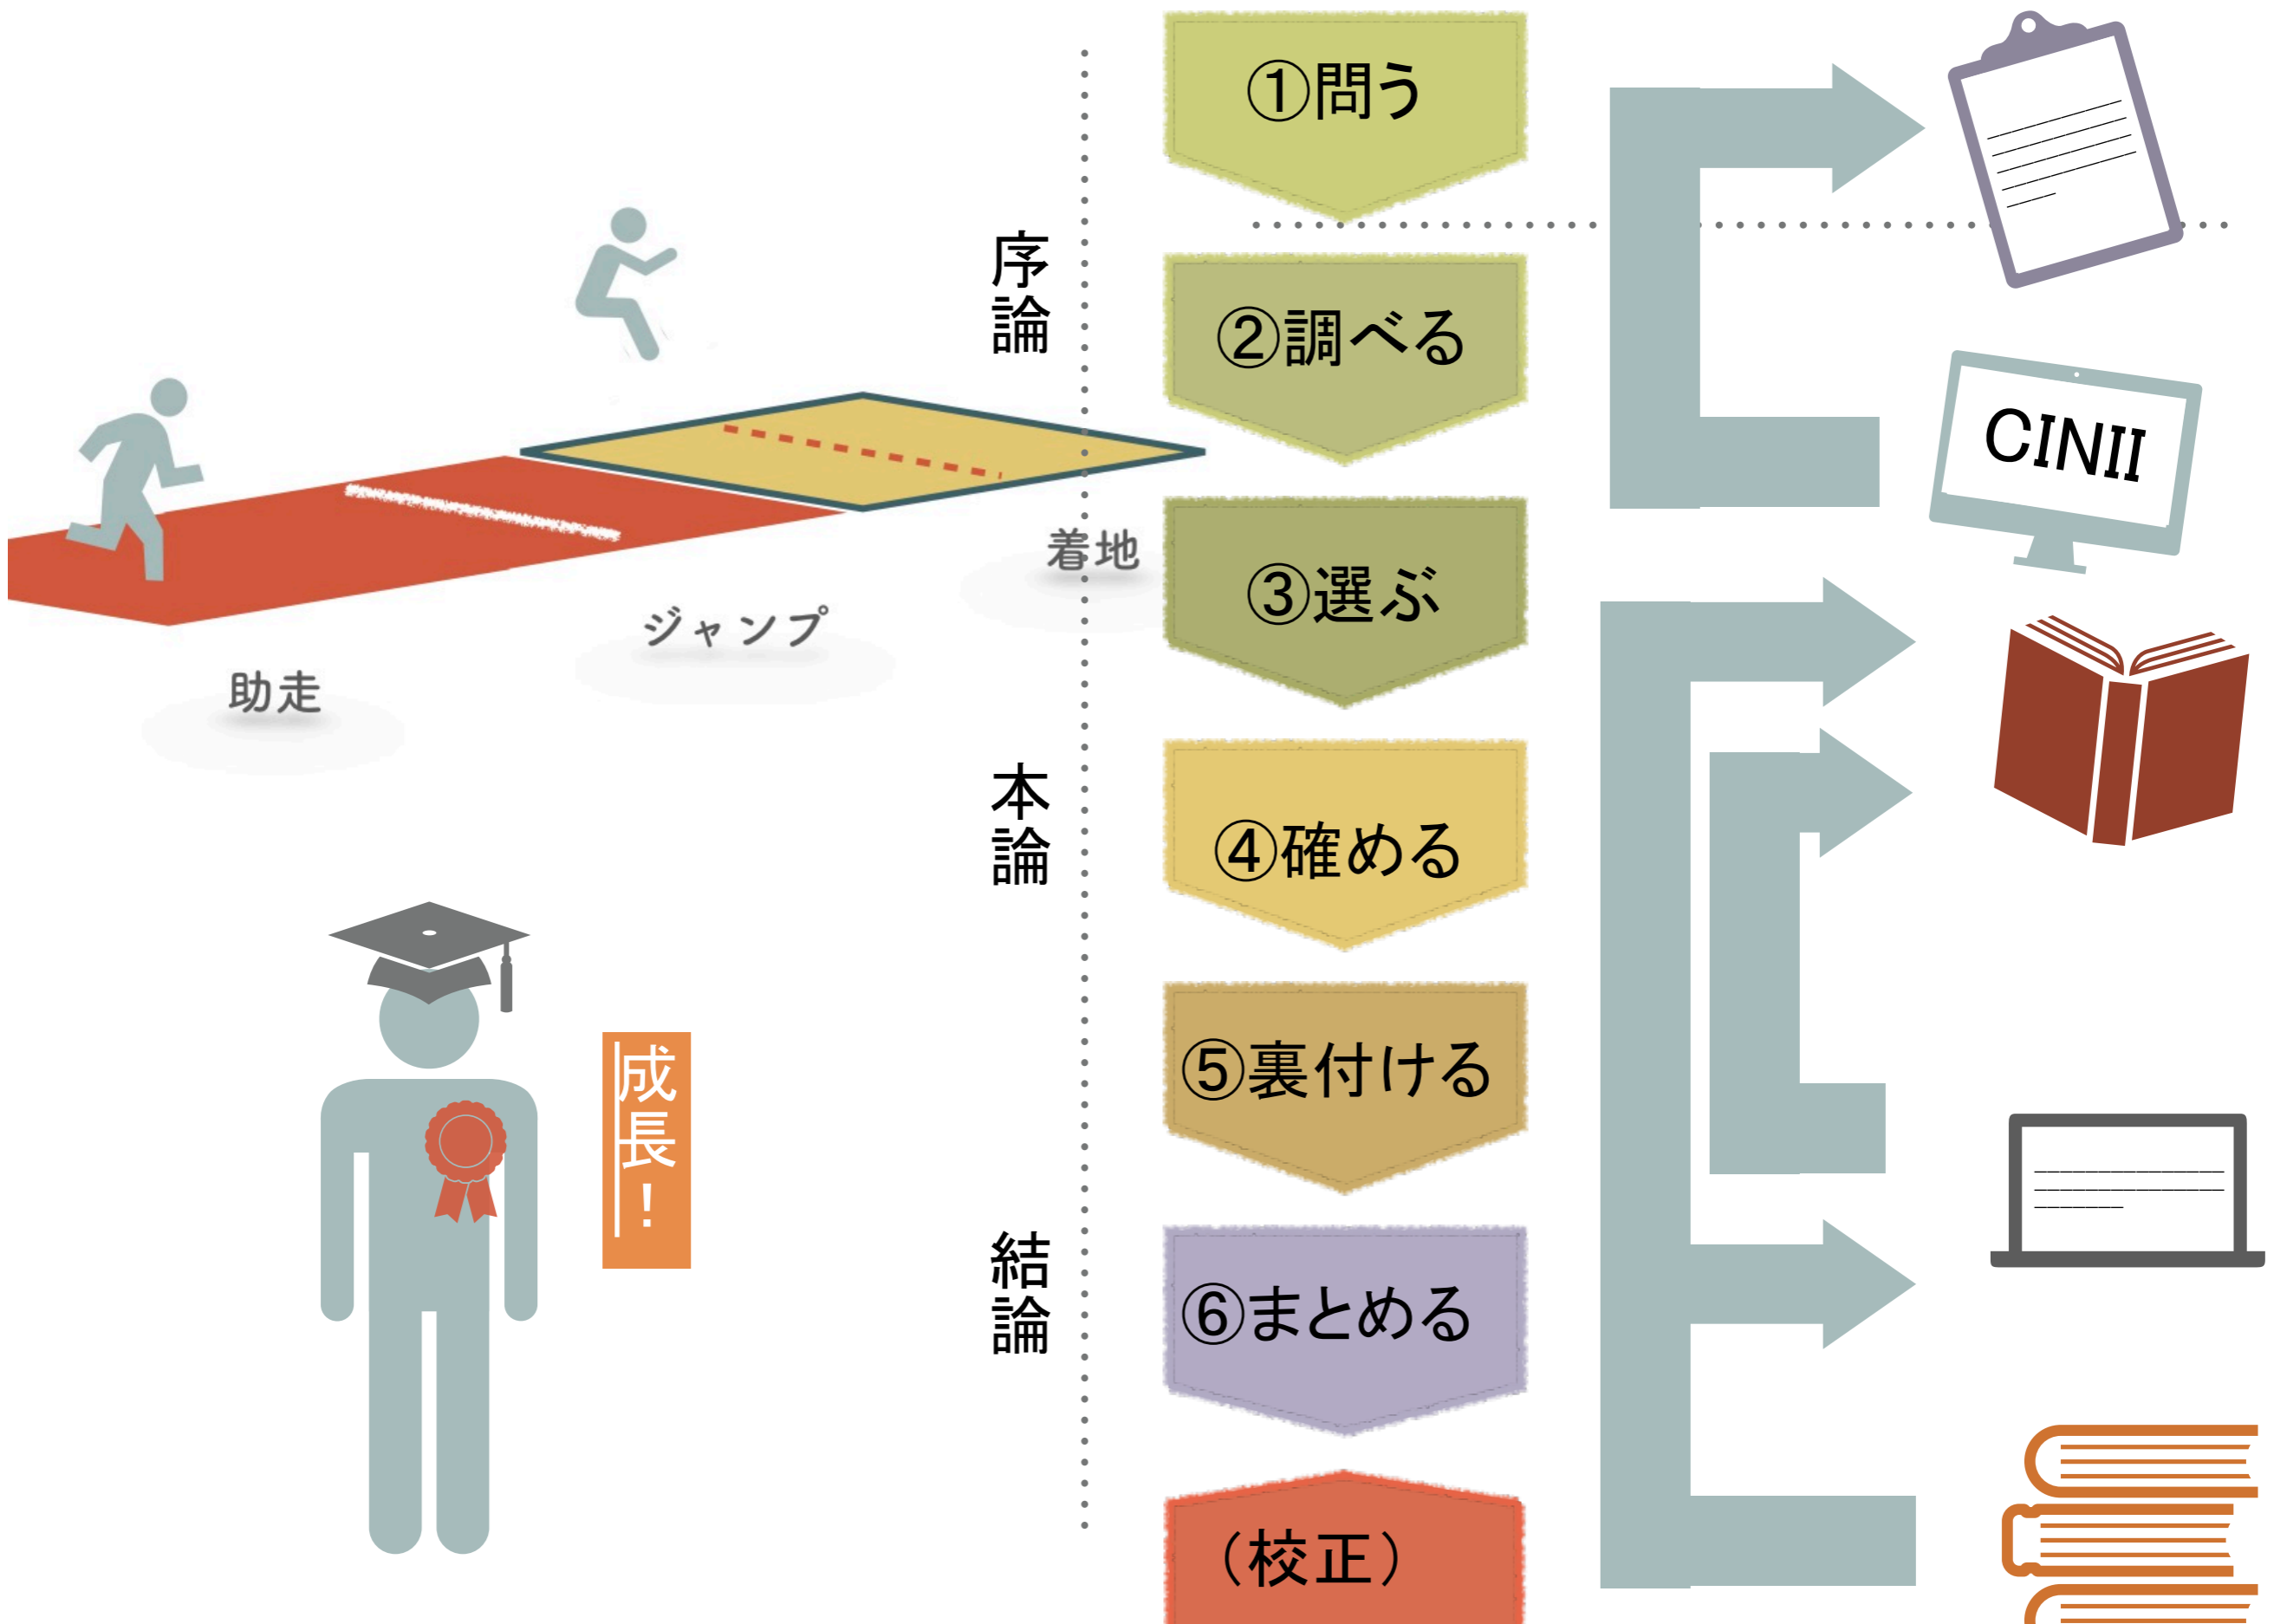 ①問う
序論
②調べる
CINII
着地
③選ぶ
ジャンプ
助走
本論
④確める
成長！
⑤裏付ける
結論
⑥まとめる
（校正）